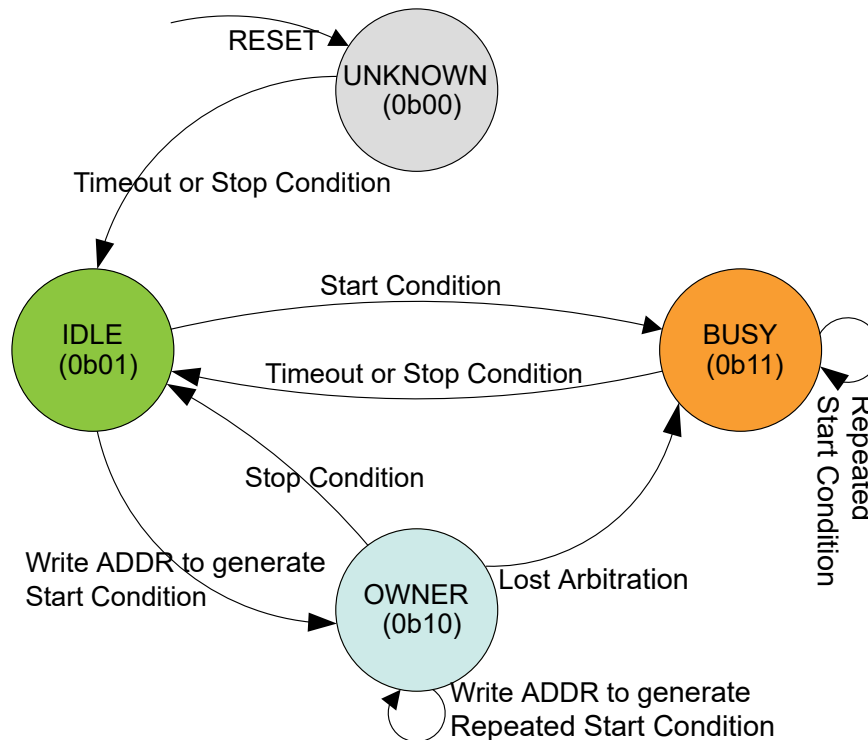 RESET
UNKNOWN
(0b00)
Timeout or Stop Condition
Start Condition
IDLE
(0b01)
BUSY
(0b11)
Timeout or Stop Condition
Repeated
Start Condition
Stop Condition
Write ADDR to generate
Start Condition
Lost Arbitration
OWNER
(0b10)
Write ADDR to generate
Repeated Start Condition